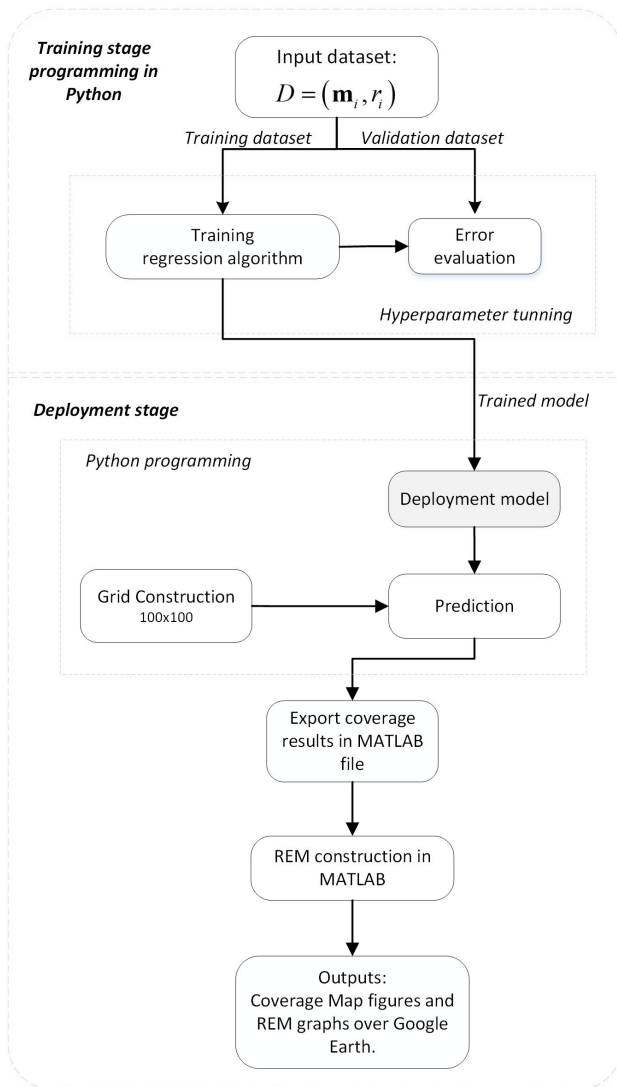 Training stage
programming in
Python
Input dataset:
D = (m_i, r_i)
Training dataset
Validation dataset
Training
regression algorithm
Error
evaluation
Hyperparameter tunning
Deployment stage
Trained model
Python programming
Deployment model
Grid Construction
100x100
Prediction
Export coverage
results in MATLAB
file
REM construction in
MATLAB
Outputs:
Coverage Map figures and
REM graphs over Google
Earth.